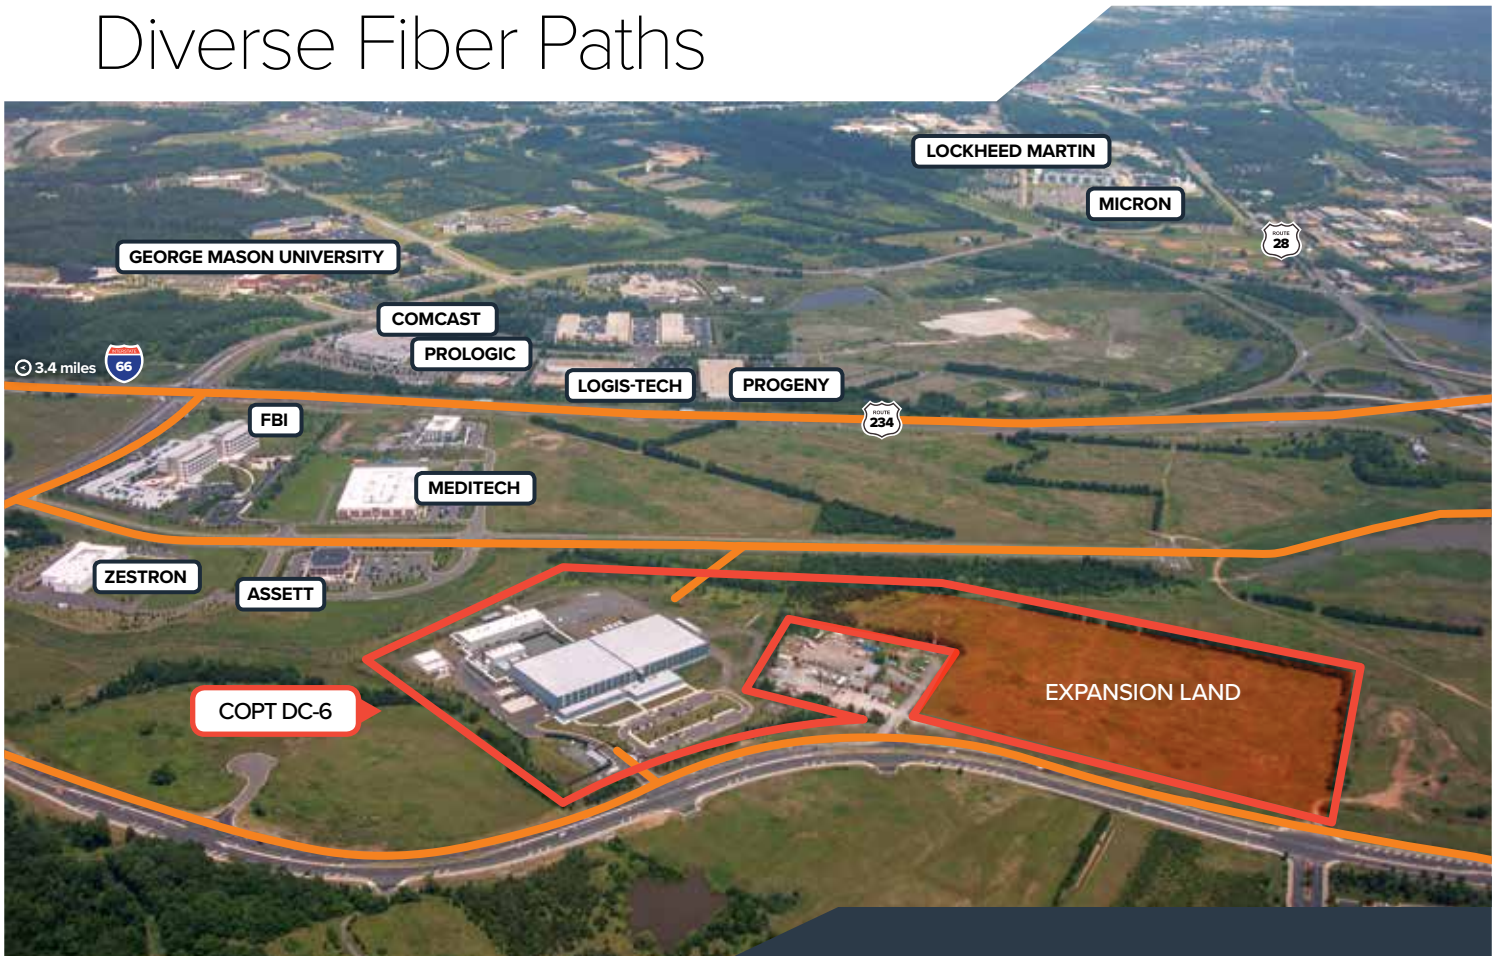 Diverse Fiber Paths
LOCKHEED MARTIN
MICRON
ROUTE
28
GEORGE MASON UNIVERSITY
COMCAST
PROLOGIC
INTERSTATE
66
< 3.4 miles
LOGIS-TECH
PROGENY
ROUTE
234
FBI
MEDITECH
ZESTRON
ASSETT
COPT DC-6
EXPANSION LAND